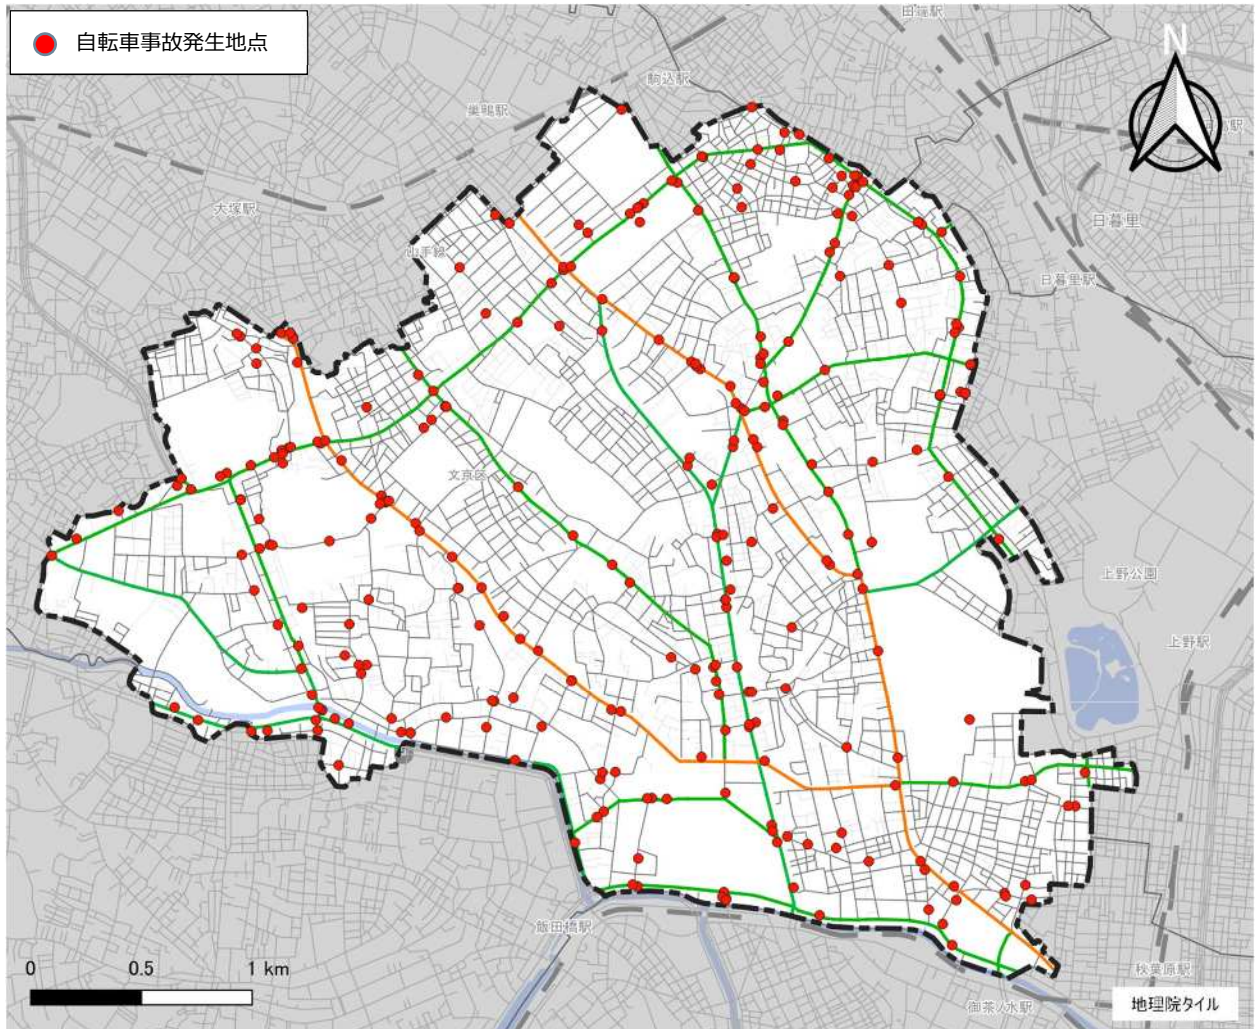 自転車事故発生地点
田端駅
N
駒込駅
巣鴨駅
大塚駅
日暮里
山手線
日暮里駅
文京区
上野公園
上野駅
飯田橋駅
0 0.5 1 km
秋葉原駅
御茶ノ水駅
地理院タイル